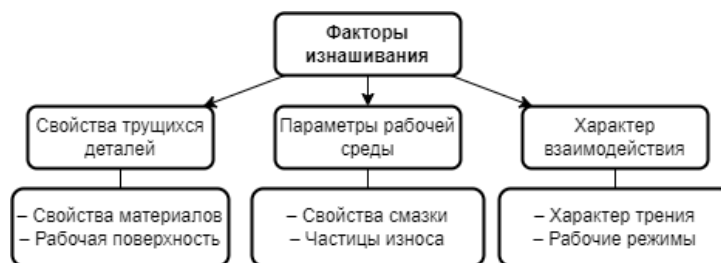 Факторы
изнашивания
Свойства трущихся
деталей
Параметры рабочей
среды
Характер
взаимодействия
– Свойства материалов
– Рабочая поверхность
– Свойства смазки
– Частицы износа
– Характер трения
– Рабочие режимы